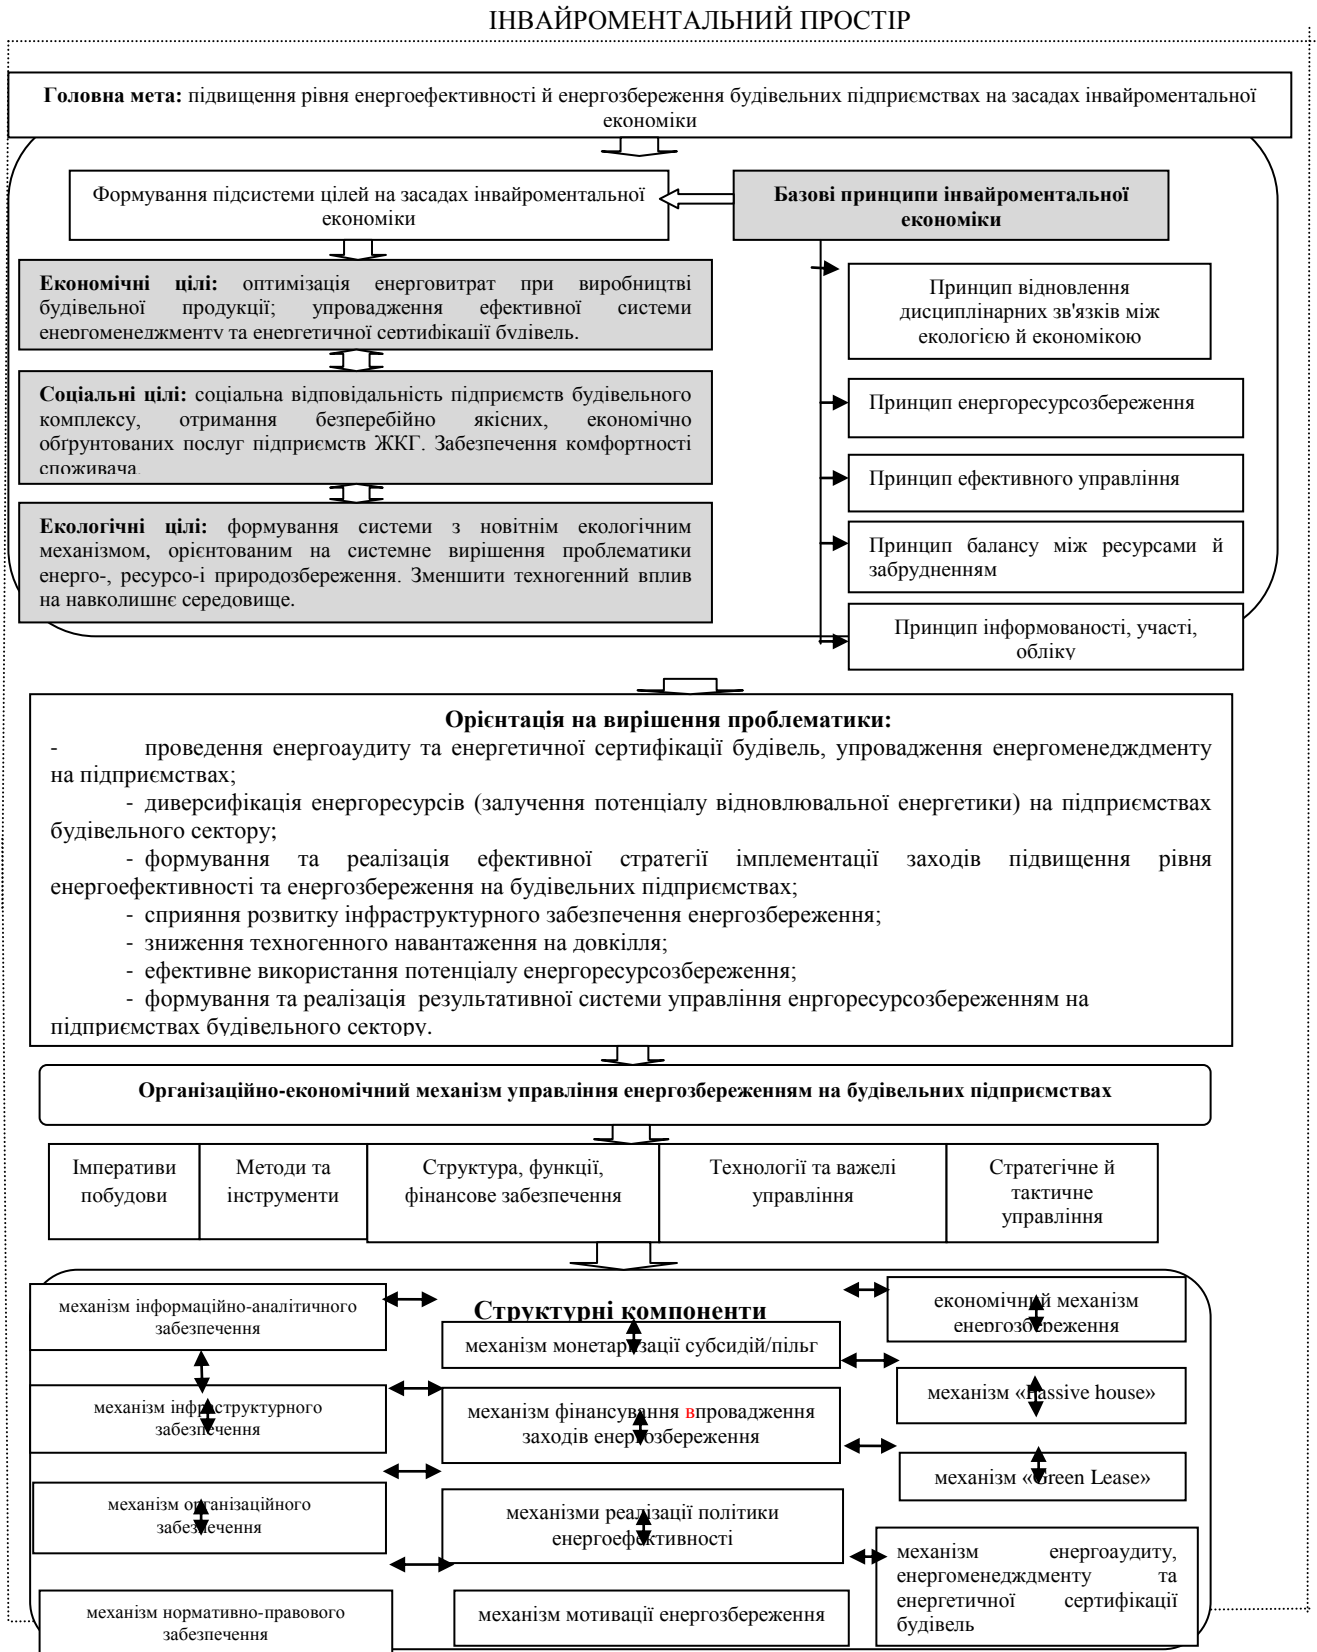 ІНВАЙРОМЕНТАЛЬНИЙ ПРОСТІР
Головна мета: підвищення рівня енергоефективності й енергозбереження будівельних підприємствах на засадах інвайроментальної
економіки
Формування підсистеми цілей на засадах інвайроментальної
економіки
Базові принципи інвайроментальної
економіки
Економічні цілі: оптимізація енерговитрат при виробництві
будівельної продукції; упровадження ефективної системи
енергоменеджменту та енергетичної сертифікації будівель.
Соціальні цілі: соціальна відповідальність підприємств будівельного
комплексу, отримання безперебійно якісних, економічно
обґрунтованих послуг підприємств ЖКГ. Забезпечення комфортності
споживача.
Екологічні цілі: формування системи з новітнім екологічним
механізмом, орієнтованим на системне вирішення проблематики
енерго-, ресурсо-і природозбереження. Зменшити техногенний вплив
на навколишнє середовище.
Принцип відновлення
дисциплінарних зв'язків між
екологією й економікою
Принцип енергоресурсозбереження
Принцип ефективного управління
Принцип балансу між ресурсами й
забрудненням
Принцип інформованості, участі,
обліку
Орієнтація на вирішення проблематики:
- проведення енергоаудиту та енергетичної сертифікації будівель, упровадження енергоменедждменту
на підприємствах;
- диверсифікація енергоресурсів (залучення потенціалу відновлювальної енергетики) на підприємствах
будівельного сектору;
- формування та реалізація ефективної стратегії імплементації заходів підвищення рівня
енергоефективності та енергозбереження на будівельних підприємствах;
- сприяння розвитку інфраструктурного забезпечення енергозбереження;
- зниження техногенного навантаження на довкілля;
- ефективне використання потенціалу енергоресурсозбереження;
- формування та реалізація результативної системи управління енргоресурсозбереженням на
підприємствах будівельного сектору.
Організаційно-економічний механізм управління енергозбереженням на будівельних підприємствах
Імперативи
побудови
Методи та
інструменти
Структура, функції,
фінансове забезпечення
Технології та важелі
управління
Стратегічне й
тактичне
управління
Структурні компоненти
механізм інформаційно-аналітичного
забезпечення
механізм інфраструктурного
забезпечення
механізм організаційного
забезпечення
механізм нормативно-правового
забезпечення
механізм монетаризації субсидій/пільг
механізм фінансування впровадження
заходів енергозбереження
механізми реалізації політики
енергоефективності
механізм мотивації енергозбереження
економічний механізм
енергозбереження
механізм «Passive house»
механізм «Green Lease»
механізм енергоаудиту,
енергоменедждменту та
енергетичної сертифікації
будівель